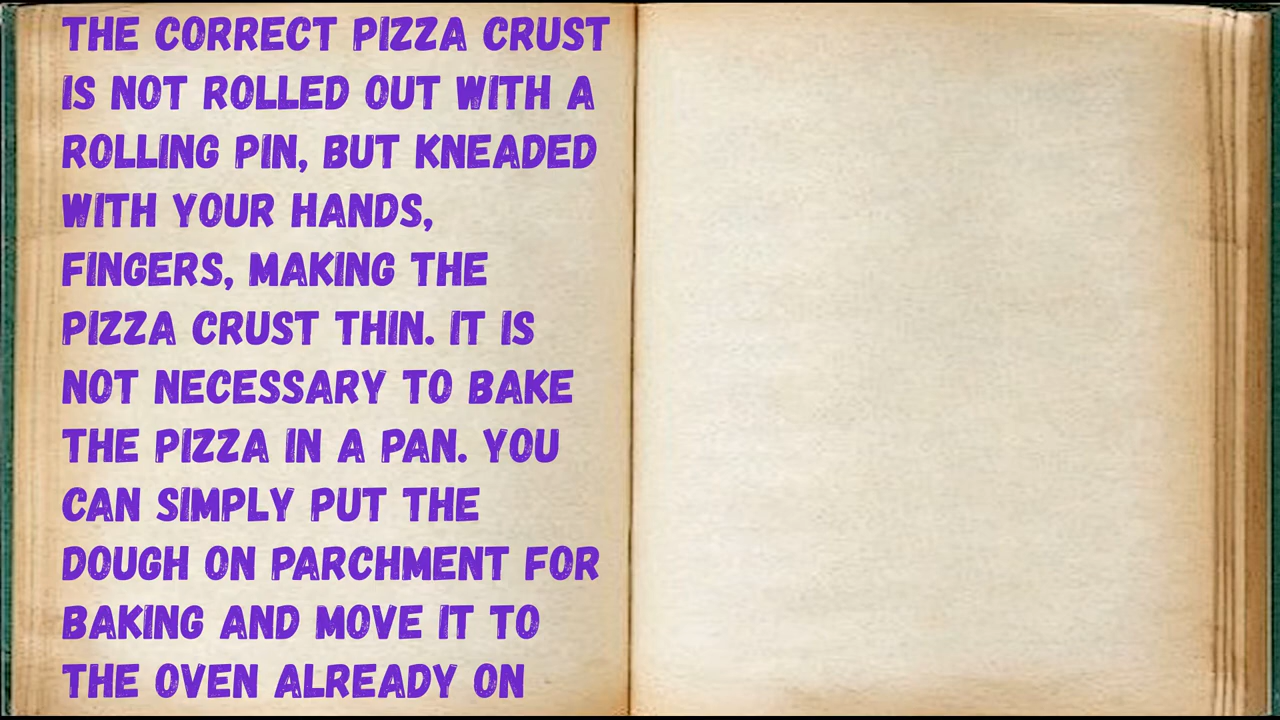 THE CORRECT PIZZA CRUST
IS NOT ROLLED OUT WITH A
ROLLING PIN, BUT KNEADED
WITH YOUR HANDS,
FINGERS, MAKING THE
PIZZA CRUST THIN. IT IS
NOT NECESSARY TO BAKE
THE PIZZA IN A PAN. YOU
CAN SIMPLY PUT THE
DOUGH ON PARCHMENT FOR
BAKING AND MOVE IT TO
THE OVEN ALREADY ON